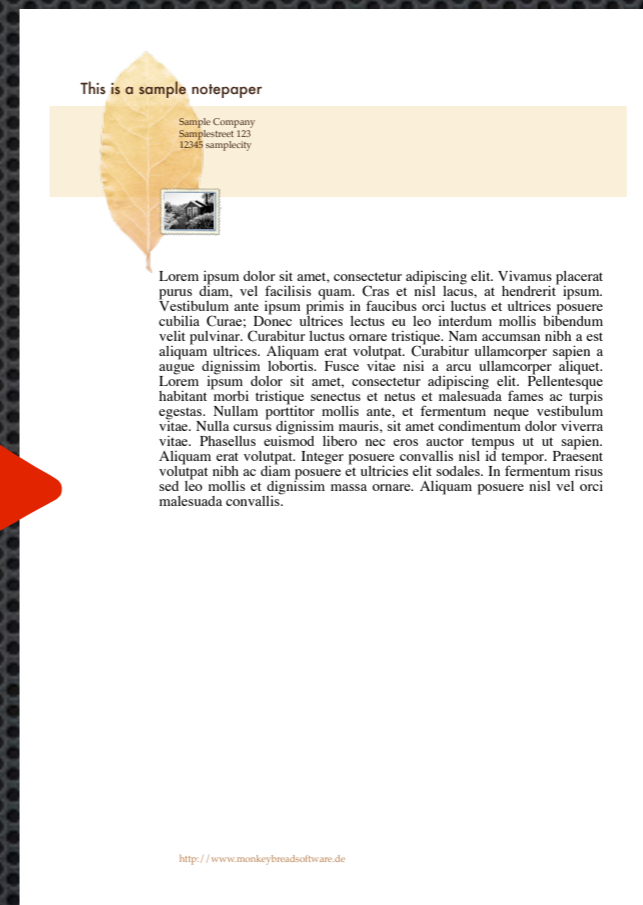 This is a sample notepaper
Sample Company
Samplestreet 123
12345 samplecity
Lorem ipsum dolor sit amet, consectetur adipiscing elit. Vivamus placerat
purus diam, vel facilisis quam. Cras et nisl lacus, at hendrerit ipsum.
Vestibulum ante ipsum primis in faucibus orci luctus et ultrices posuere
cubilia Curae; Donec ultrices lectus eu leo interdum mollis bibendum
velit pulvinar. Curabitur luctus ornare tristique. Nam accumsan nibh a est
aliquam ultrices. Aliquam erat volutpat. Curabitur ullamcorper sapien a
augue dignissim lobortis. Fusce vitae nisi a arcu ullamcorper aliquet.
Lorem ipsum dolor sit amet, consectetur adipiscing elit. Pellentesque
habitant morbi tristique senectus et netus et malesuada fames ac turpis
egestas. Nullam porttitor mollis ante, et fermentum neque vestibulum
vitae. Nulla cursus dignissim mauris, sit amet condimentum dolor viverra
vitae. Phasellus euismod libero nec eros auctor tempus ut ut sapien.
Aliquam erat volutpat. Integer posuere convallis nisl id tempor. Praesent
volutpat nibh ac diam posuere et ultricies elit sodales. In fermentum risus
sed leo mollis et dignissim massa ornare. Aliquam posuere nisl vel orci
malesuada convallis.
http://www.monkeybreadsoftware.de